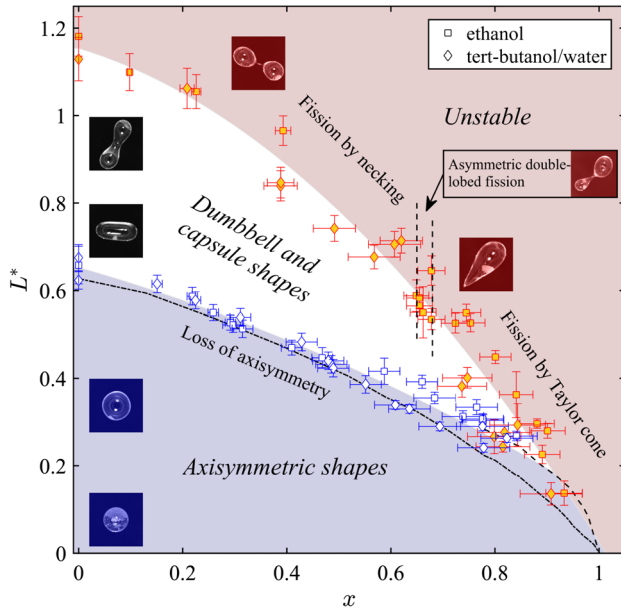 1.2
1
0.8
0.6
0.4
0.2
0
L*
0
0.2
0.4
0.6
0.8
1
x
ethanol
tert-butanol/water
Unstable
Fission by necking
Asymmetric double-
lobed fission
Dumbbell and
capsule shapes
Fission by Taylor cone
Loss of axisymmetry
Axisymmetric shapes